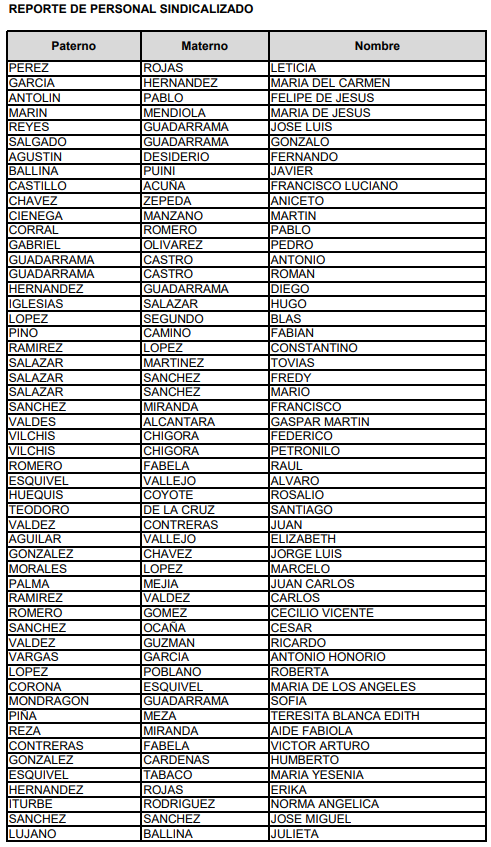 REPORTE DE PERSONAL SINDICALIZADO
Paterno Materno Nombre
PEREZ ROJAS LETICIA
GARCIA HERNANDEZ MARIA DEL CARMEN
ANTOLIN PABLO FELIPE DE JESUS
MARIN MENDIOLA MARIA DE JESUS
REYES GUADARRAMA JOSE LUIS
SALGADO GUADARRAMA GONZALO
AGUSTIN DESIDERIO FERNANDO
BALLINA PUINI JAVIER
CASTILLO ACUÑA FRANCISCO LUCIANO
CHAVEZ ZEPEDA ANICETO
CIENEGA MANZANO MARTIN
CORRAL ROMERO PABLO
GABRIEL OLIVAREZ PEDRO
GUADARRAMA CASTRO ANTONIO
GUADARRAMA CASTRO ROMAN
HERNANDEZ GUADARRAMA DIEGO
IGLESIAS SALAZAR HUGO
LOPEZ SEGUNDO BLAS
PINO CAMINO FABIAN
RAMIREZ LOPEZ CONSTANTINO
SALAZAR MARTINEZ TOVIAS
SALAZAR SANCHEZ FREDY
SALAZAR SANCHEZ MARIO
SANCHEZ MIRANDA FRANCISCO
VALDES ALCANTARA GASPAR MARTIN
VILCHIS CHIGORA FEDERICO
VILCHIS CHIGORA PETRONILO
ROMERO FABELA RAUL
ESQUIVEL VALLEJO ALVARO
HUEQUIS COYOTE ROSALIO
TEODORO DE LA CRUZ SANTIAGO
VALDEZ CONTRERAS JUAN
AGUILAR VALLEJO ELIZABETH
GONZALEZ CHAVEZ JORGE LUIS
MORALES LOPEZ MARCELO
PALMA MEJIA JUAN CARLOS
RAMIREZ VALDEZ CARLOS
ROMERO GOMEZ CECILIO VICENTE
SANCHEZ OCAÑA CESAR
VALDEZ GUZMAN RICARDO
VARGAS GARCIA ANTONIO HONORIO
LOPEZ POBLANO ROBERTA
CORONA ESQUIVEL MARIA DE LOS ANGELES
MONDRAGON GUADARRAMA SOFIA
PIÑA MEZA TERESITA BLANCA EDITH
REZA MIRANDA AIDE FABIOLA
CONTRERAS FABELA VICTOR ARTURO
GONZALEZ CARDENAS HUMBERTO
ESQUIVEL TABACO MARIA YESENIA
HERNANDEZ ROJAS ERIKA
ITURBE RODRIGUEZ NORMA ANGELICA
SANCHEZ SANCHEZ JOSE MIGUEL
LUJANO BALLINA JULIETA